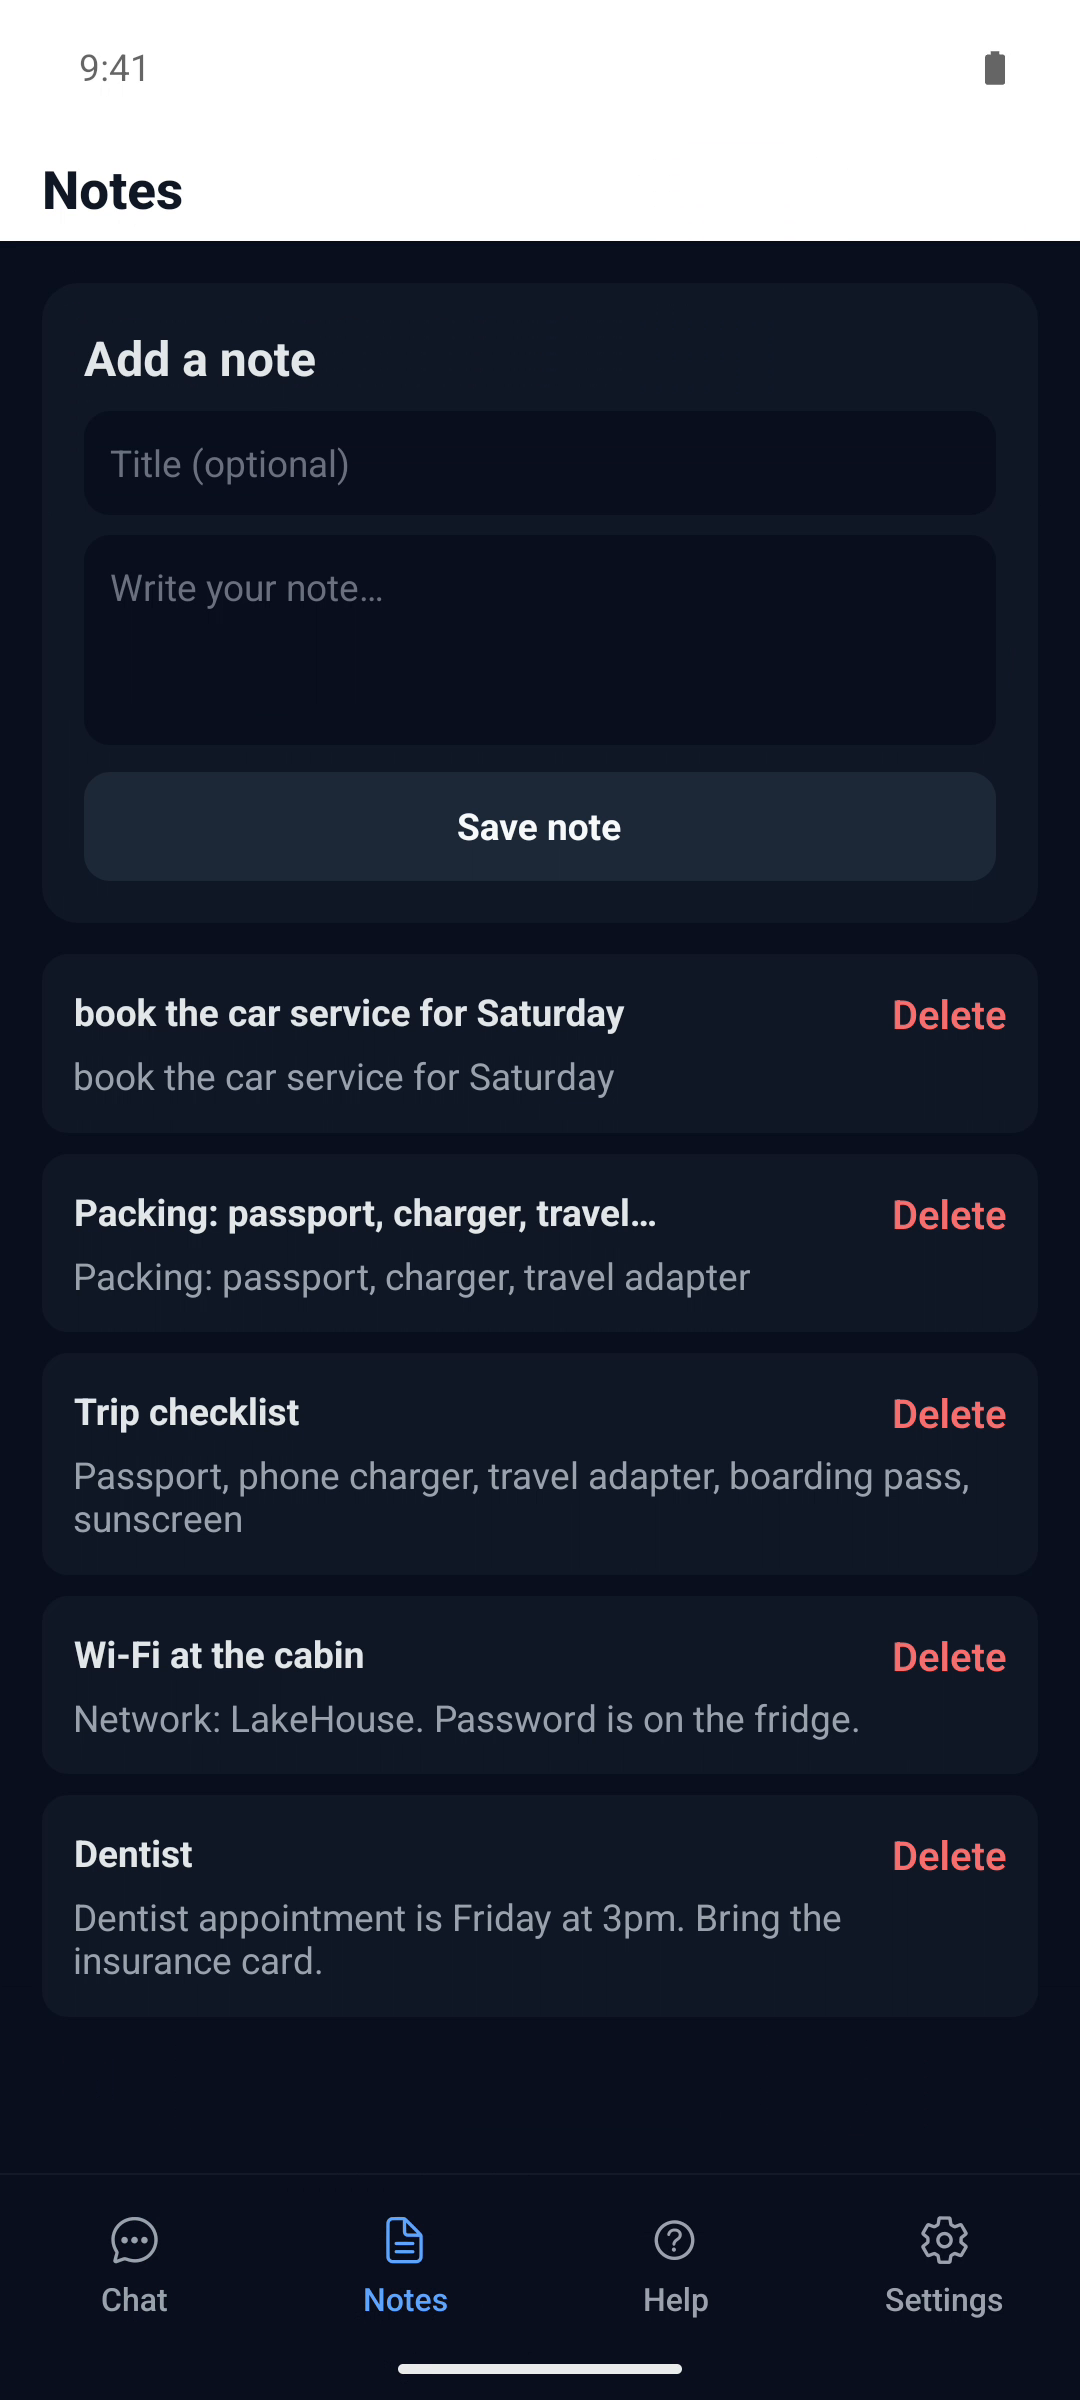 9:41
Notes
Add a note
Title (optional)
Write your note…
Save note
book the car service for Saturday
Delete
book the car service for Saturday
Packing: passport, charger, travel…
Delete
Packing: passport, charger, travel adapter
Trip checklist
Delete
Passport, phone charger, travel adapter, boarding pass,
sunscreen
Wi-Fi at the cabin
Delete
Network: LakeHouse. Password is on the fridge.
Dentist
Delete
Dentist appointment is Friday at 3pm. Bring the
insurance card.
Chat
Notes
Help
Settings